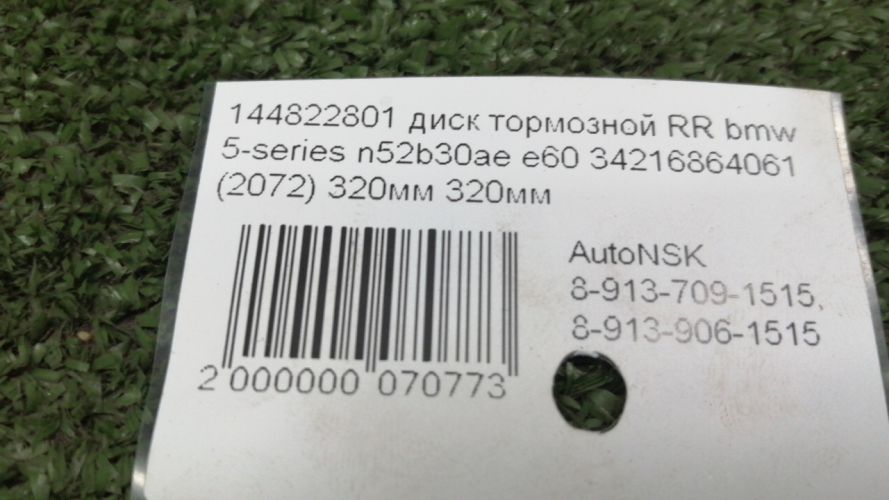 144822801 диск тормозной RR bmw
5-series n52b30ae e60 34216864061
(2072) 320мм 320мм
AutoNSK
8-913-709-1515,
8-913-906-1515
2 000000 070773